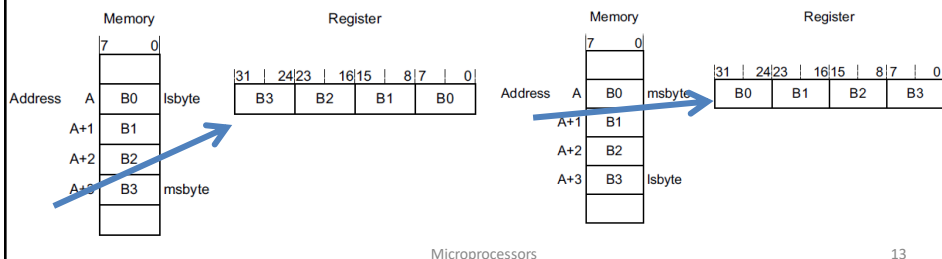 Memory
Register
7 0
31 24 23 16 15 8 7 0
Address A B0 lsbyte
B3 B2 B1 B0
A+1 B1
A+2 B2
A+3 B3 msbyte
Memory
Register
7 0
31 24 23 16 15 8 7 0
Address A B0 msbyte
B0 B1 B2 B3
A+1 B1
A+2 B2
A+3 B3 lsbyte
Microprocessors
13